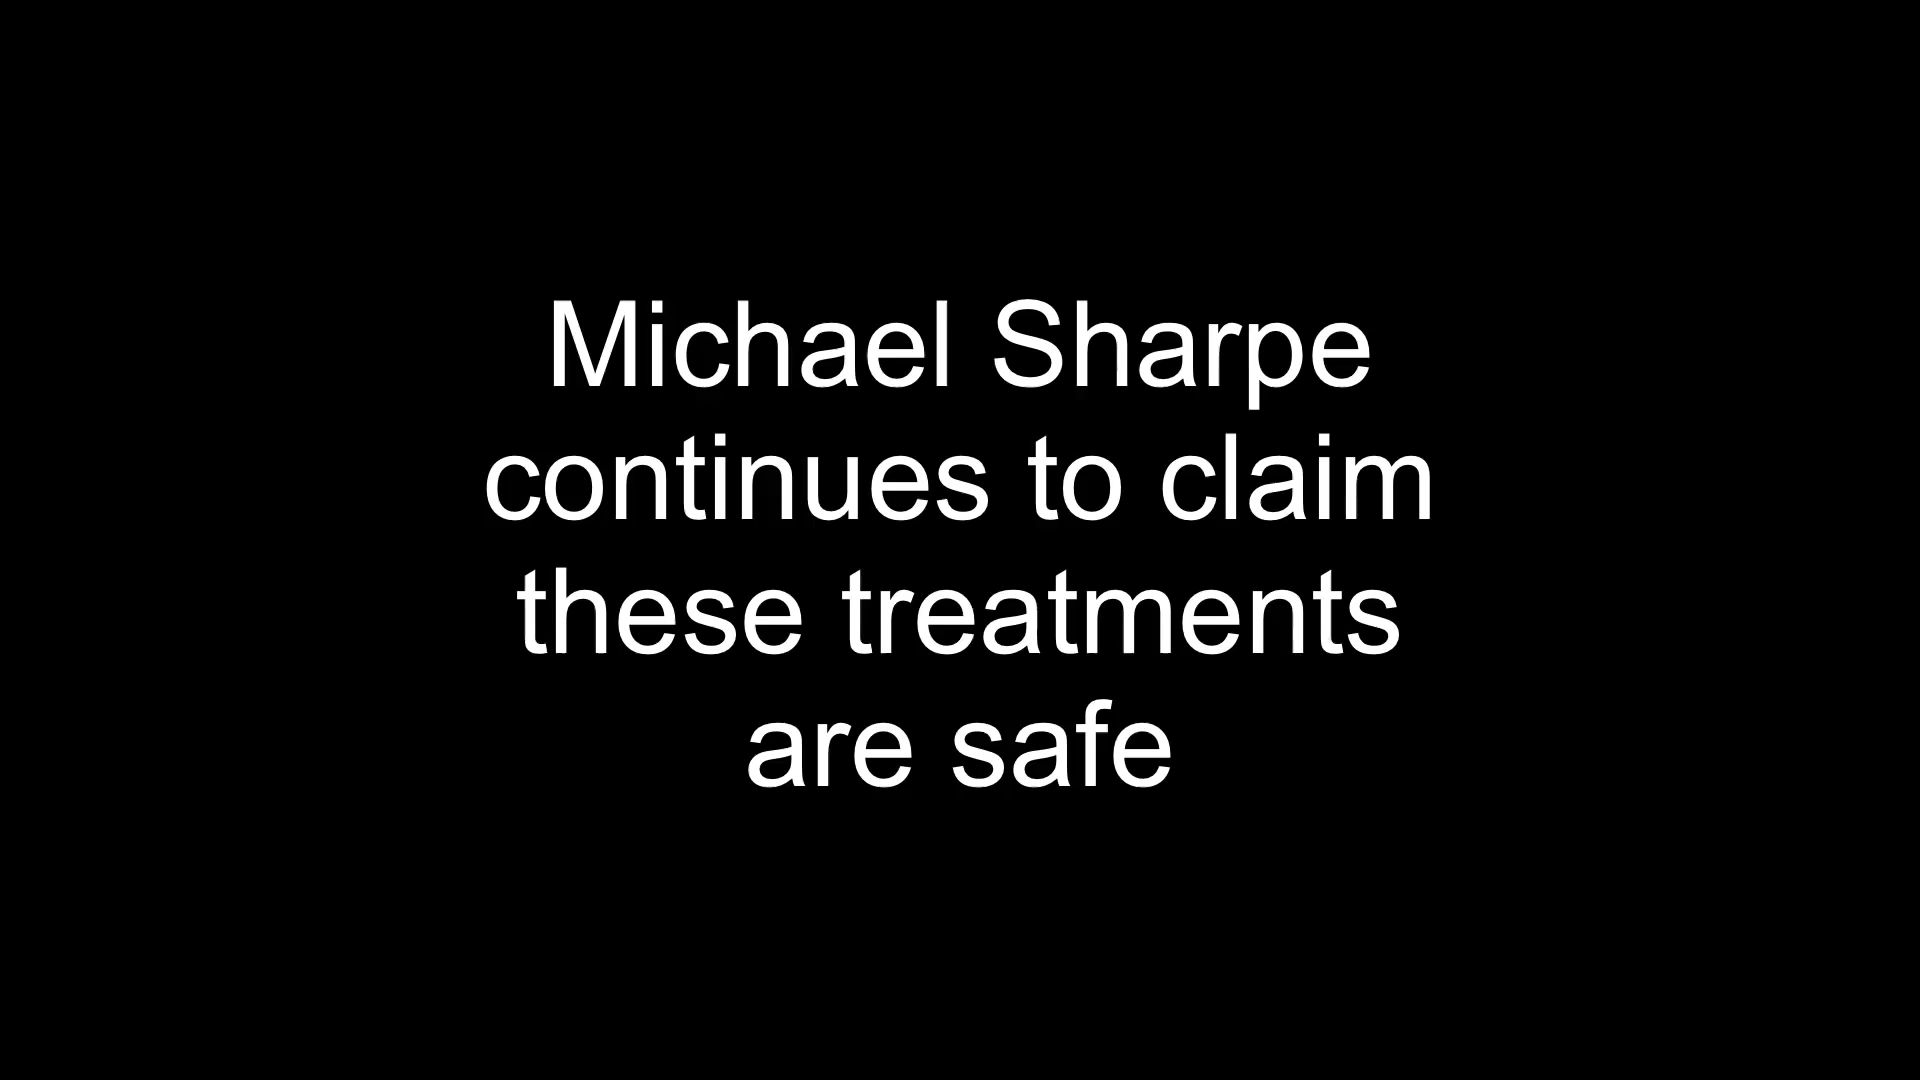 Michael Sharpe
continues to claim
these treatments
are safe